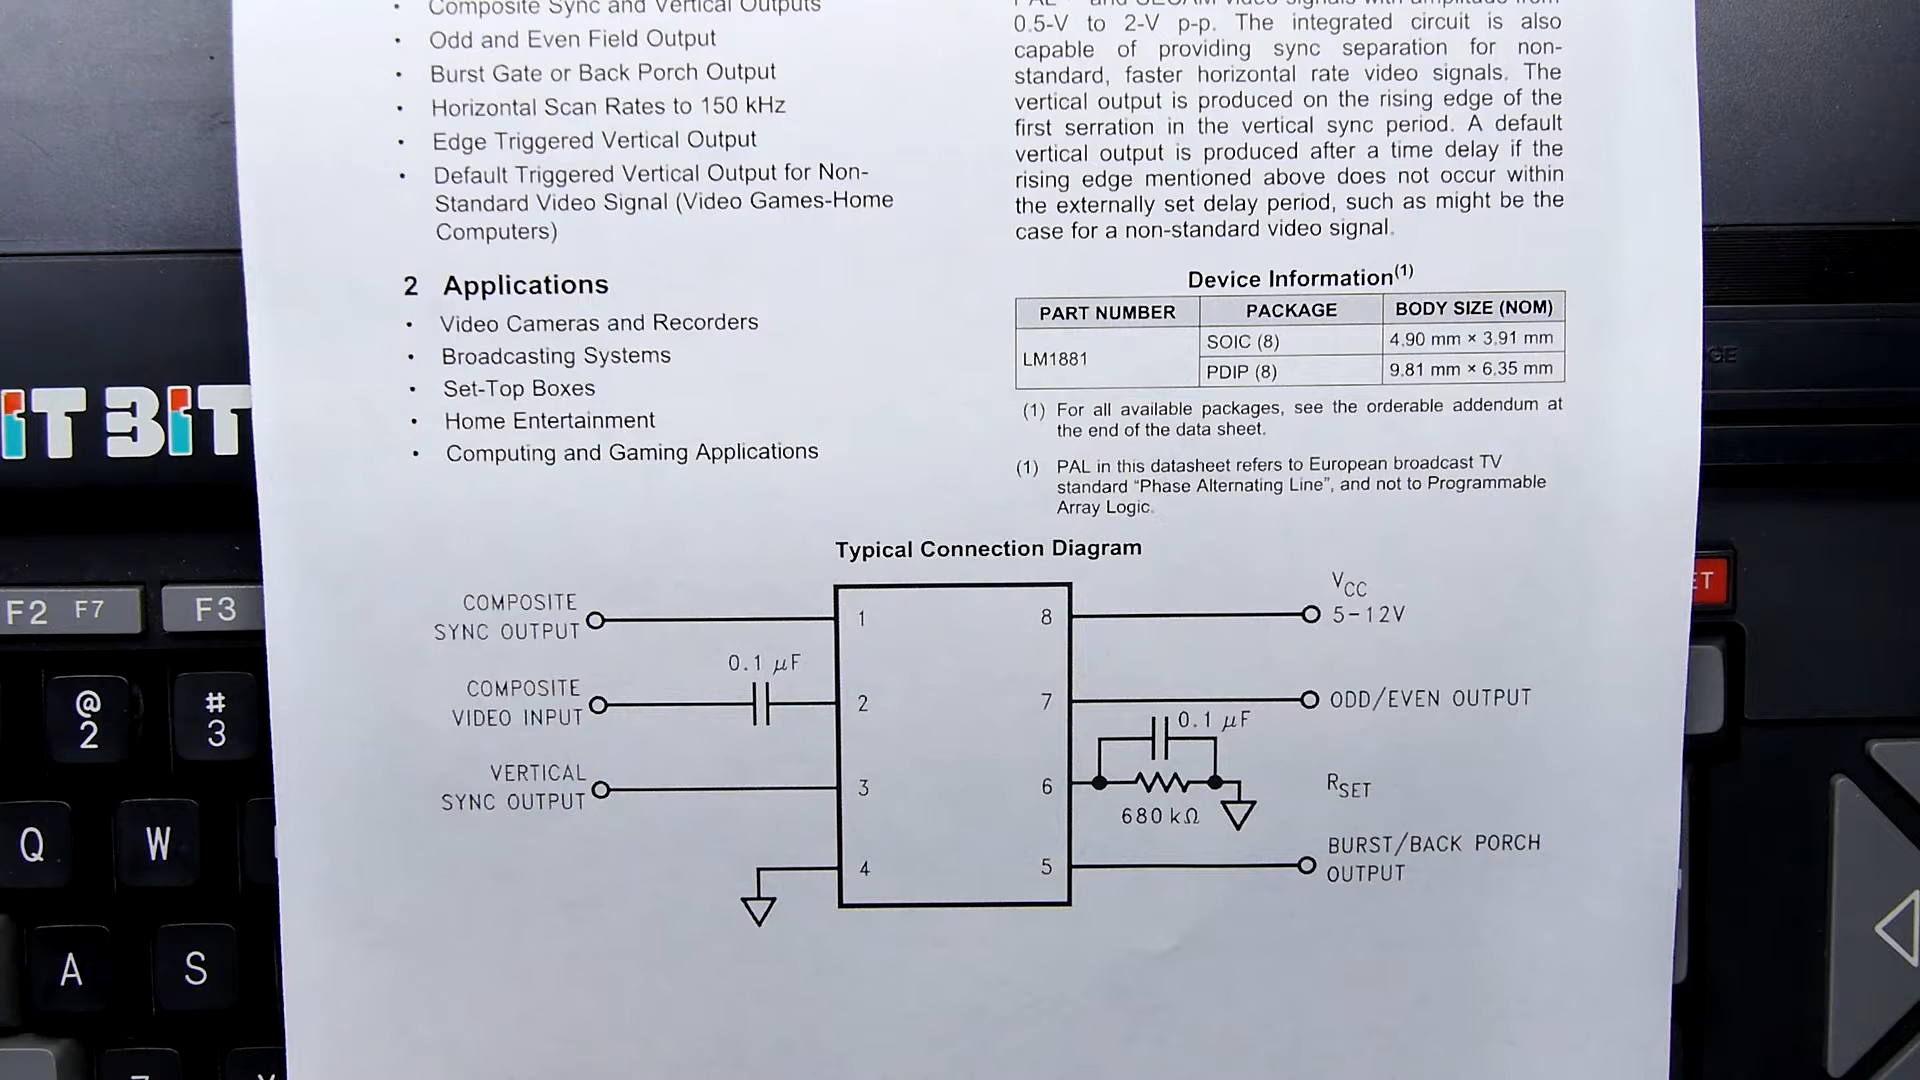 Composite Sync and Vertical Outputs
• Odd and Even Field Output
• Burst Gate or Back Porch Output
• Horizontal Scan Rates to 150 kHz
• Edge Triggered Vertical Output
• Default Triggered Vertical Output for Non-
Standard Video Signal (Video Games-Home
Computers)
2 Applications
• Video Cameras and Recorders
• Broadcasting Systems
• Set-Top Boxes
• Home Entertainment
• Computing and Gaming Applications
0.5-V to 2-V p-p. The integrated circuit is also
capable of providing sync separation for non-
standard, faster horizontal rate video signals. The
vertical output is produced on the rising edge of the
first serration in the vertical sync period. A default
vertical output is produced after a time delay if the
rising edge mentioned above does not occur within
the externally set delay period, such as might be the
case for a non-standard video signal.
Device Information(1)
PART NUMBER PACKAGE BODY SIZE (NOM)
LM1881 SOIC (8) 4.90 mm × 3.91 mm
PDIP (8) 9.81 mm × 6.35 mm
(1) For all available packages, see the orderable addendum at
the end of the data sheet.
(1) PAL in this datasheet refers to European broadcast TV
standard “Phase Alternating Line”, and not to Programmable
Array Logic.
Typical Connection Diagram
COMPOSITE
SYNC OUTPUT
1
0.1 µF
COMPOSITE
VIDEO INPUT
2
VERTICAL
SYNC OUTPUT
3
4
8
VCC
5-12V
7
ODD/EVEN OUTPUT
0.1 µF
6
680 kΩ
RSET
5
BURST/BACK PORCH
OUTPUT
IT BIT
F2 F7
F3
@
2
#
3
Q
W
A
S